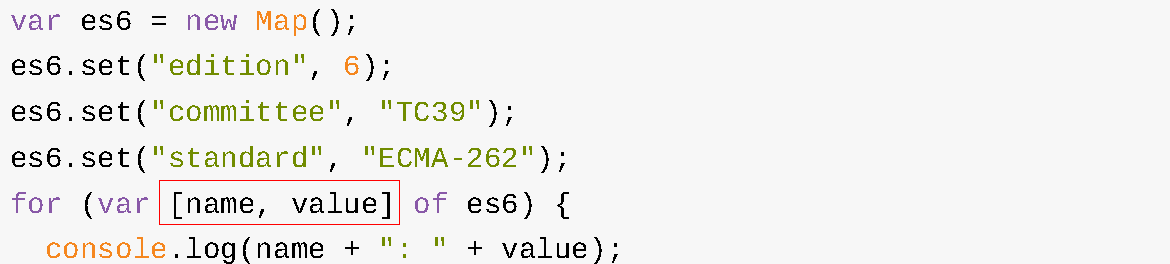 var es6 = new Map();
es6.set("edition", 6);
es6.set("committee", "TC39");
es6.set("standard", "ECMA-262");
for (var [name, value] of es6) {
  console.log(name + ": " + value);